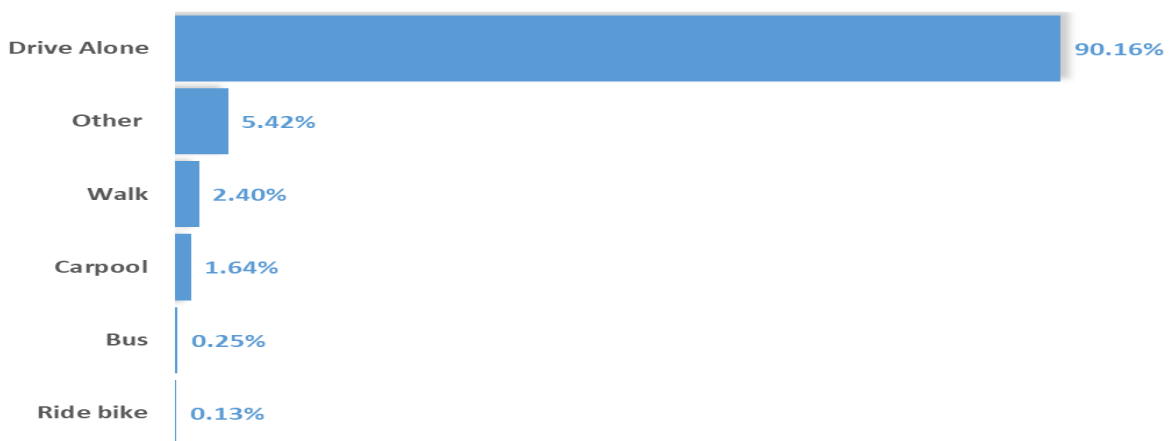 Drive Alone 90.16%
Other 5.42%
Walk 2.40%
Carpool 1.64%
Bus 0.25%
Ride bike 0.13%